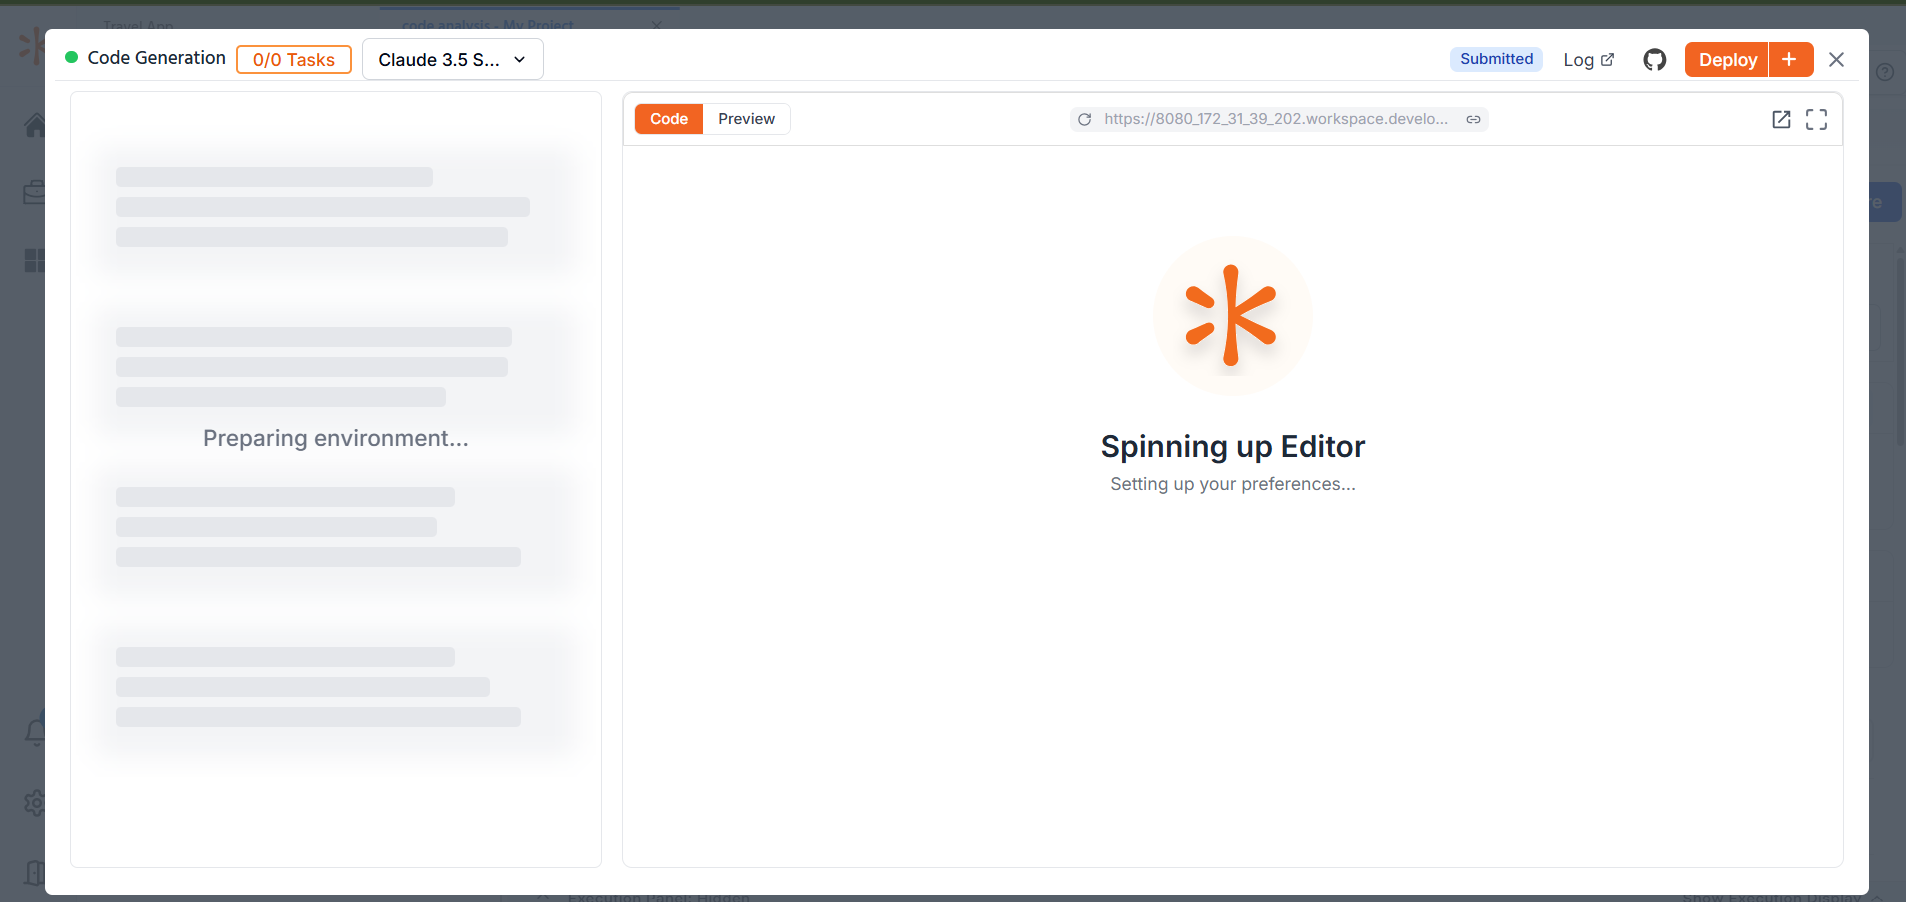 Travel App
code analysis - My Project
Code Generation
0/0 Tasks
Claude 3.5 S...
Submitted
Log
Deploy
+
Code
Preview
https://8080_172_31_39_202.workspace.develo...
Preparing environment...
Spinning up Editor
Setting up your preferences...
Execution Panel: Hidden
Show Execution Display